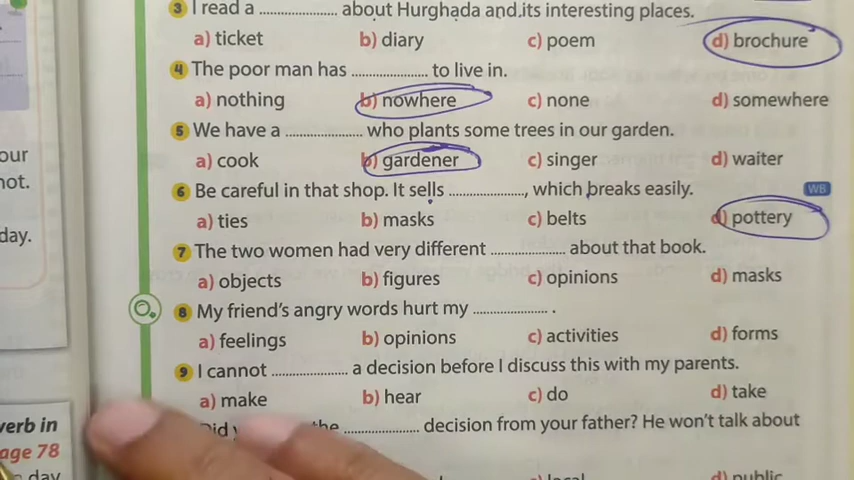 3 I read a .................. about Hurghada and its interesting places.
a) ticket b) diary c) poem d) brochure
4 The poor man has .................. to live in.
a) nothing b) nowhere c) none d) somewhere
5 We have a .................. who plants some trees in our garden.
a) cook b) gardener c) singer d) waiter
6 Be careful in that shop. It sells .................., which breaks easily. WB
a) ties b) masks c) belts d) pottery
7 The two women had very different .................. about that book.
a) objects b) figures c) opinions d) masks
8 My friend's angry words hurt my .................. .
a) feelings b) opinions c) activities d) forms
9 I cannot .................. a decision before I discuss this with my parents.
a) make b) hear c) do d) take
the .................. decision from your father? He won't talk about
c) local d) public
our
not.
day.
verb in
age 78
day